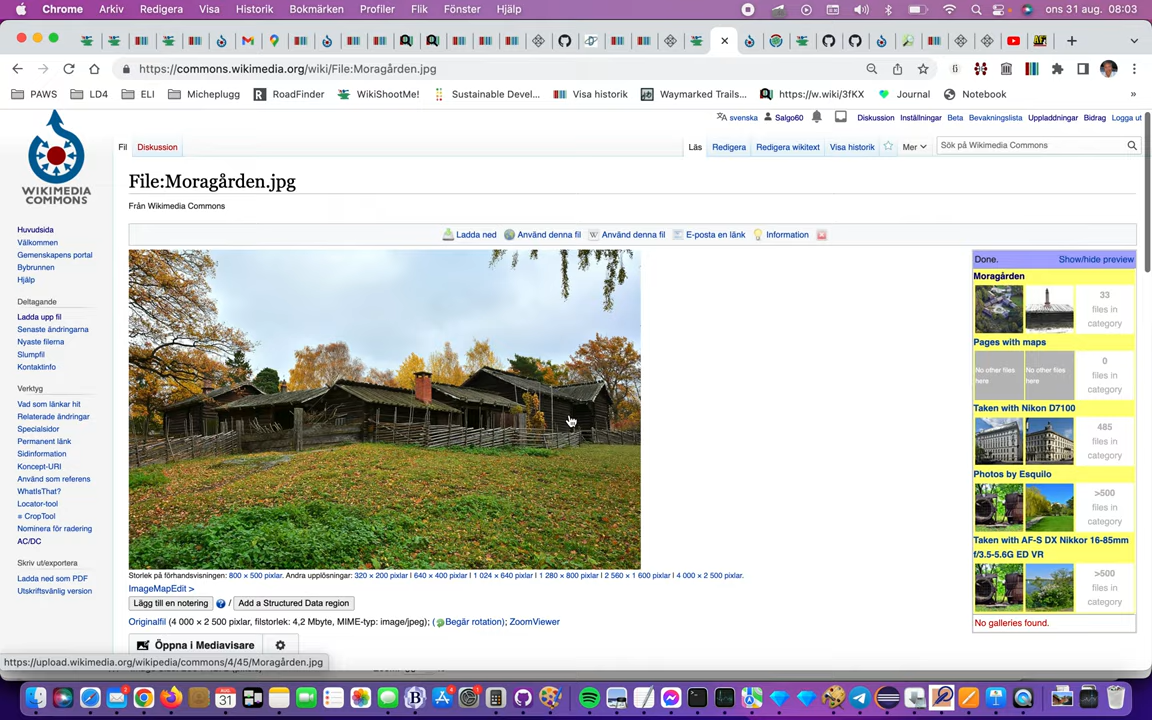 Chrome Arkiv Redigera Visa Historik Bokmärken Profiler Flik Fönster Hjälp ons 31 aug. 08:03
https://commons.wikimedia.org/wiki/File:Moragården.jpg
PAWS LD4 ELI Micheplugg RoadFinder WikiShootMe! Sustainable Devel... Visa historik Waymarked Trails... https://w.wiki/3fKX Journal Notebook »
svenska Salgo60 Diskussion Inställningar Beta Bevakningslista Uppladdningar Bidrag Logga ut
Fil Diskussion Läs Redigera Redigera wikitext Visa historik Mer Sök på Wikimedia Commons
WIKIMEDIA
COMMONS
File:Moragården.jpg
Från Wikimedia Commons
Ladda ned Använd denna fil Använd denna fil E-posta en länk Information
Huvudsida
Välkommen
Gemenskapens portal
Bybrunnen
Hjälp
Deltagande
Ladda upp fil
Senaste ändringarna
Nyaste filerna
Slumpfil
Kontaktinfo
Verktyg
Vad som länkar hit
Relaterade ändringar
Specialsidor
Permanent länk
Sidinformation
Koncept-URI
Använd som referens
WhatIsThat?
Locator-tool
= CropTool
Nominera för radering
AC/DC
Skriv ut/exportera
Ladda ned som PDF
Utskriftsvänlig version
Done. Show/hide preview
Moragården
33
files in
category
Pages with maps
No other files
here
No other files
here
0
files in
category
Taken with Nikon D7100
485
files in
category
Photos by Esquilo
>500
files in
category
Taken with AF-S DX Nikkor 16-85mm
f/3.5-5.6G ED VR
>500
files in
category
No galleries found.
Storlek på förhandsvisningen: 800 × 500 pixlar. Andra upplösningar: 320 × 200 pixlar | 640 × 400 pixlar | 1 024 × 640 pixlar | 1 280 × 800 pixlar | 2 560 × 1 600 pixlar | 4 000 × 2 500 pixlar.
ImageMapEdit >
Lägg till en notering / Add a Structured Data region
Originalfil (4 000 × 2 500 pixlar, filstorlek: 4,2 Mbyte, MIME-typ: image/jpeg); (Begär rotation); ZoomViewer
Öppna i Mediavisare
https://upload.wikimedia.org/wikipedia/commons/4/45/Moragården.jpg